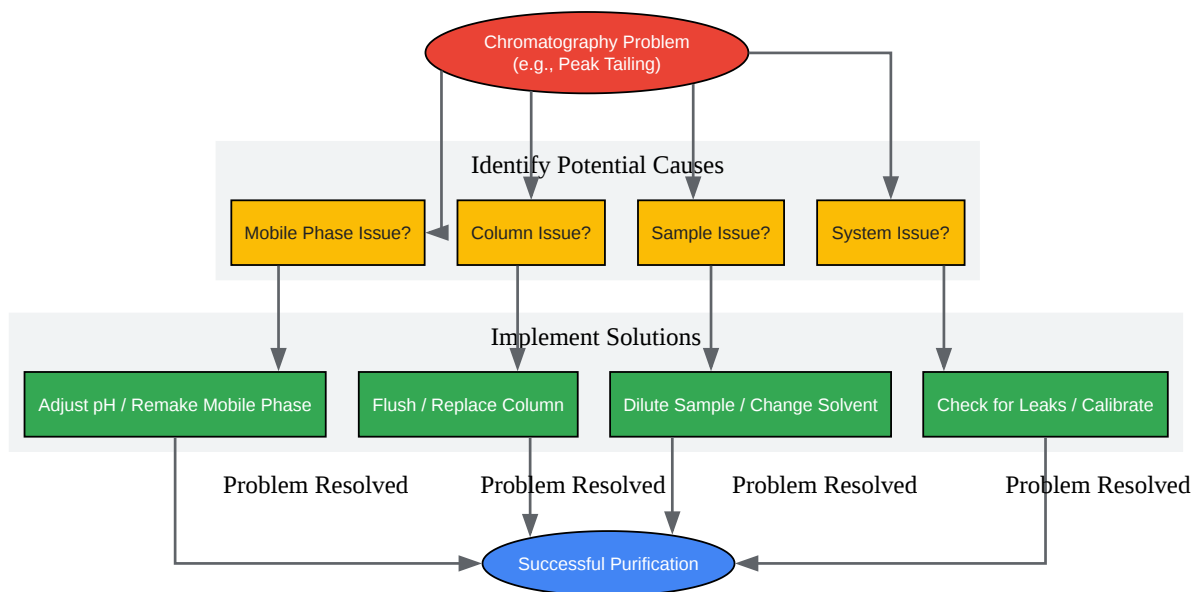 Chromatography Problem
(e.g., Peak Tailing)
Identify Potential Causes
Mobile Phase Issue?
Column Issue?
Sample Issue?
System Issue?
Implement Solutions
Adjust pH / Remake Mobile Phase
Flush / Replace Column
Dilute Sample / Change Solvent
Check for Leaks / Calibrate
Problem Resolved
Problem Resolved
Problem Resolved
Problem Resolved
Successful Purification